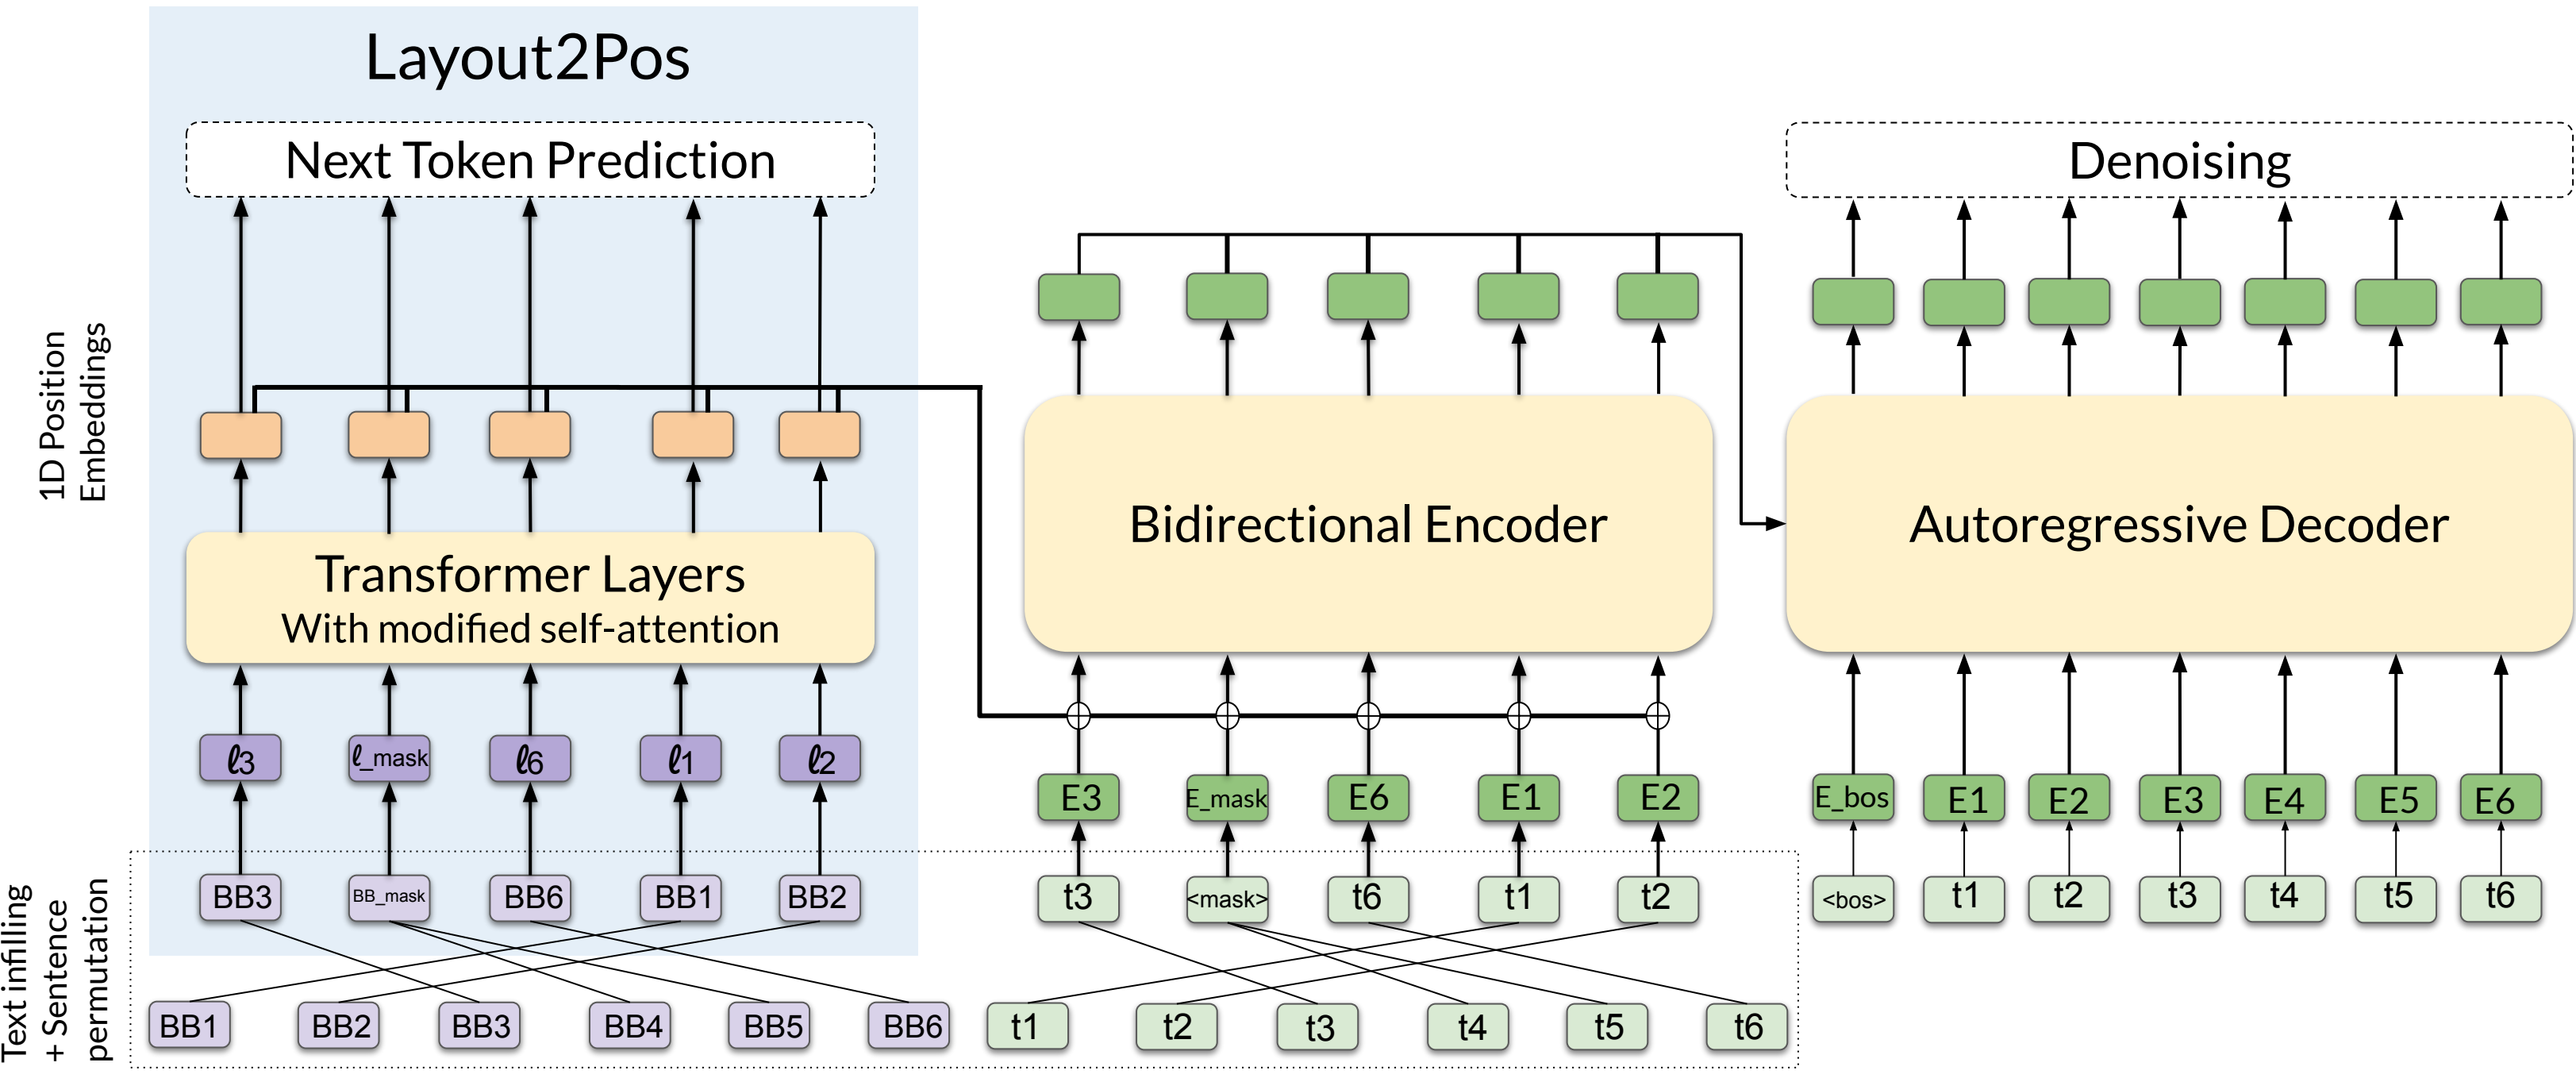 Layout2Pos
Next Token Prediction
Denoising
1D Position
Embeddings
Bidirectional Encoder
Autoregressive Decoder
Transformer Layers
With modified self-attention
ℓ3 ℓ_mask ℓ6 ℓ1 ℓ2
E3 E_mask E6 E1 E2
E_bos E1 E2 E3 E4 E5 E6
Text infilling
+ Sentence
permutation
BB3 BB_mask BB6 BB1 BB2
t3 <mask> t6 t1 t2
<bos> t1 t2 t3 t4 t5 t6
BB1 BB2 BB3 BB4 BB5 BB6
t1 t2 t3 t4 t5 t6